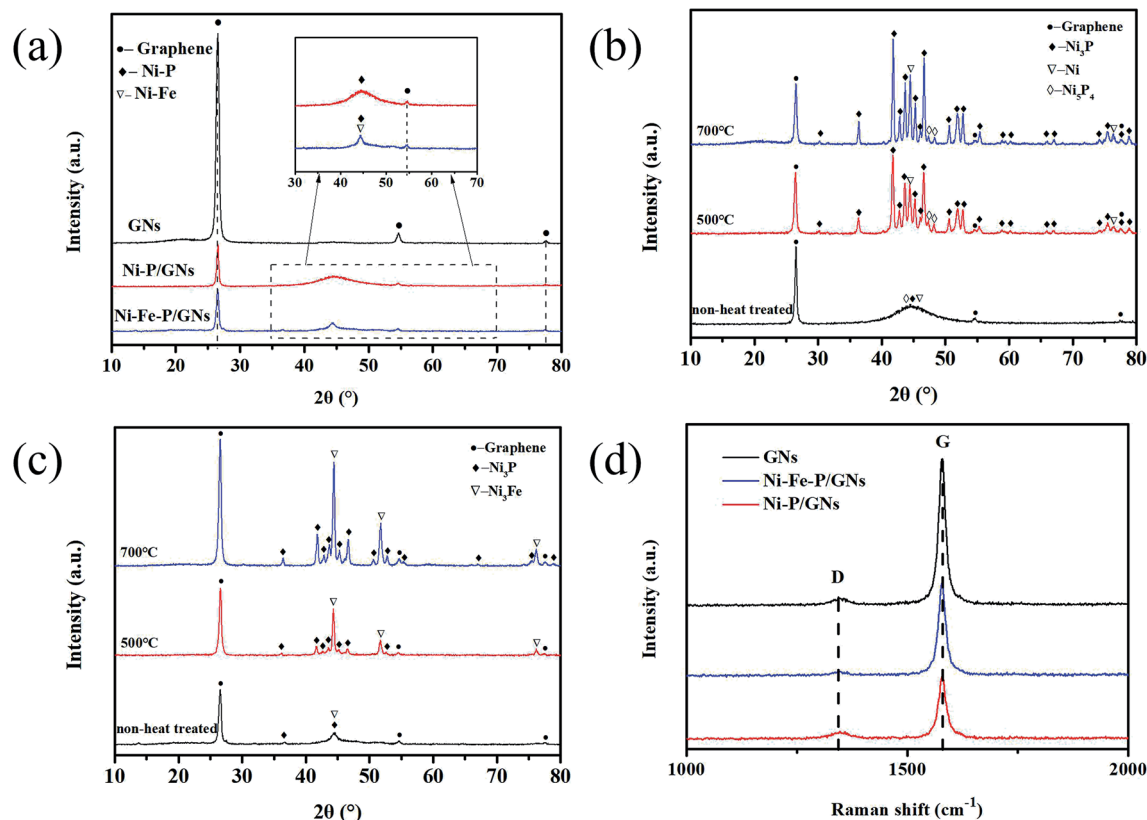 (a)
●– Graphene
◆– Ni-P
▽– Ni-Fe
30 40 50 60 70
GNs
Ni-P/GNs
Ni-Fe-P/GNs
10 20 30 40 50 60 70 80
2θ (°)
Intensity (a.u.)
(b)
●–Graphene
◆–Ni₃P
▽–Ni
◇–Ni₅P₄
700°C
500°C
non-heat treated
10 20 30 40 50 60 70 80
2θ (°)
Intensity (a.u.)
(c)
●–Graphene
◆–Ni₃P
▽–Ni₃Fe
700°C
500°C
non-heat treated
10 20 30 40 50 60 70 80
2θ (°)
Intensity (a.u.)
(d)
GNs
Ni-Fe-P/GNs
Ni-P/GNs
G
D
1000 1500 2000
Raman shift (cm⁻¹)
Intensity (a.u.)